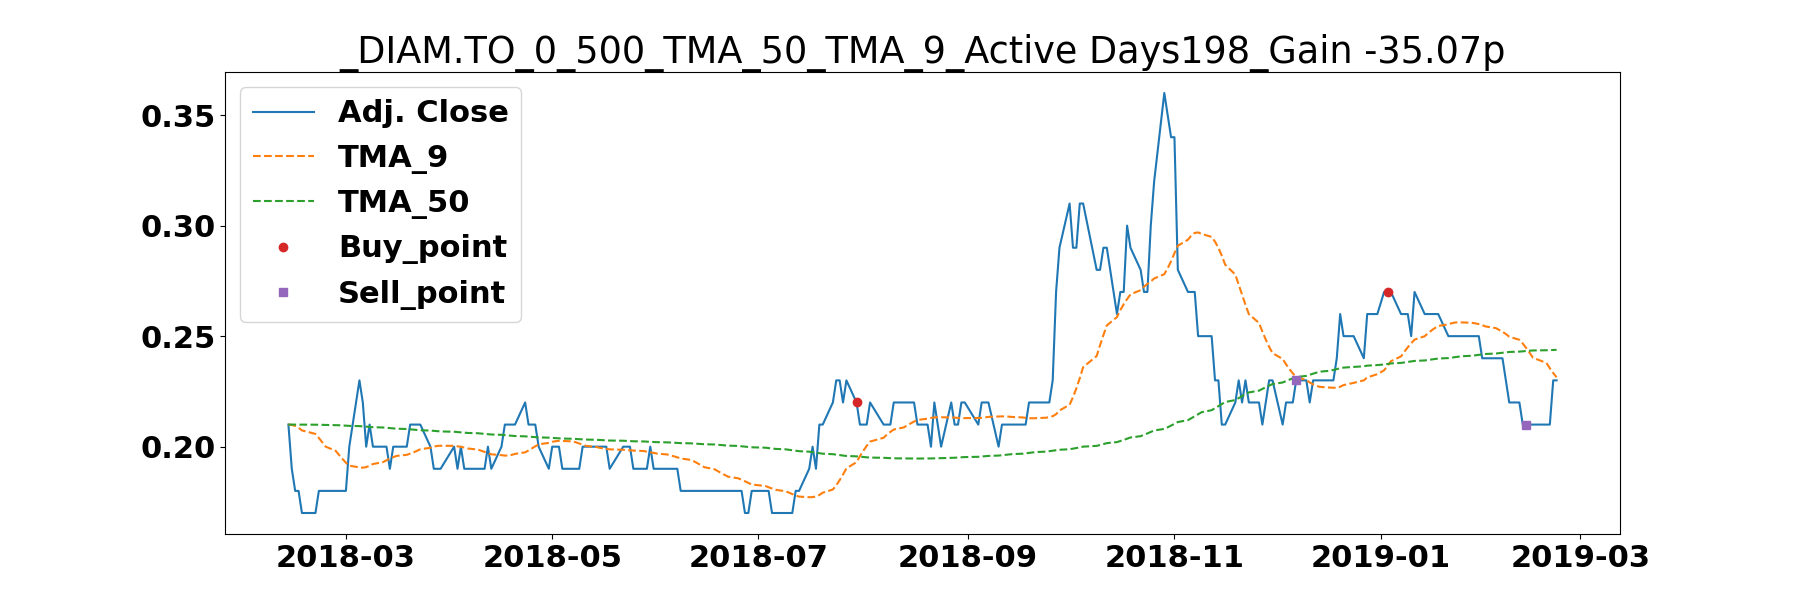 _DIAM.TO_0_500_TMA_50_TMA_9_Active Days198_Gain -35.07p
Adj. Close
TMA_9
TMA_50
Buy_point
Sell_point
0.35
0.30
0.25
0.20
2018-03 2018-05 2018-07 2018-09 2018-11 2019-01 2019-03